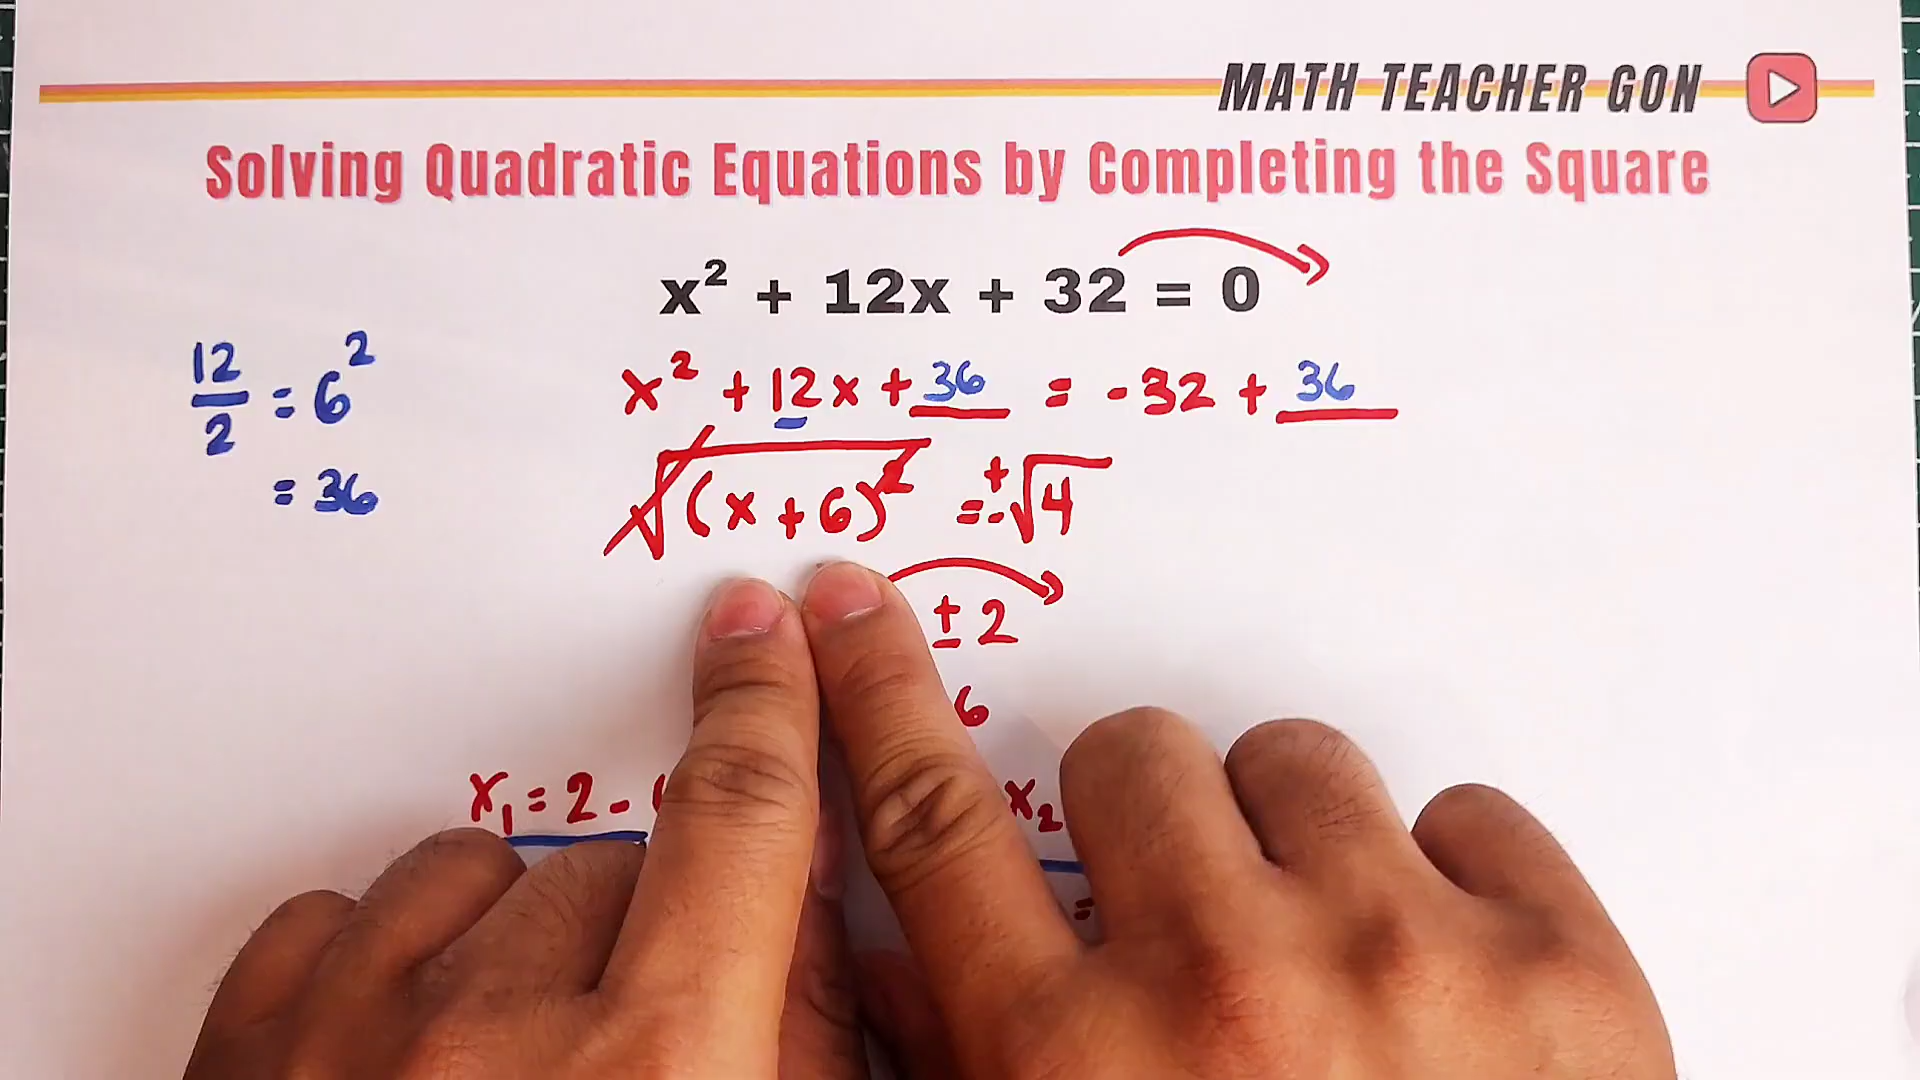 MATH TEACHER GON
Solving Quadratic Equations by Completing the Square
x² + 12x + 32 = 0
12/2 = 6²
= 36
x² + 12x + 36 = -32 + 36
√(x + 6)² = ±√4
± 2
6
x₁ = 2 -
x₂
=